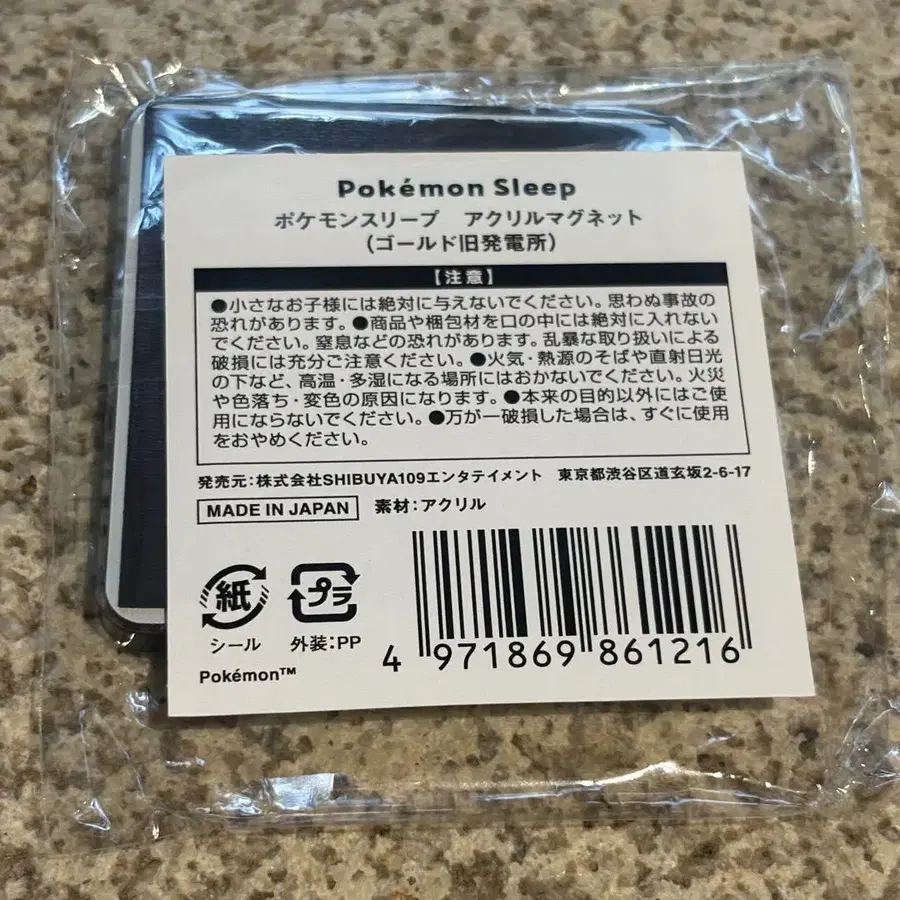 Pokémon Sleep
ポケモンスリープ　アクリルマグネット
(ゴールド旧発電所)
【注意】
●小さなお子様には絶対に与えないでください。思わぬ事故の
恐れがあります。●商品や梱包材を口の中には絶対に入れない
でください。窒息などの恐れがあります。乱暴な取り扱いによる
破損には充分ご注意ください。●火気・熱源のそばや直射日光
の下など、高温・多湿になる場所にはおかないでください。火災
や色落ち・変色の原因になります。●本来の目的以外にはご使
用にならないでください。●万が一破損した場合は、すぐに使用
をおやめください。
発売元:株式会社SHIBUYA109エンタテイメント　東京都渋谷区道玄坂2-6-17
MADE IN JAPAN　素材:アクリル
紙　プラ
シール　外装:PP
4 971869 861216
Pokémon™